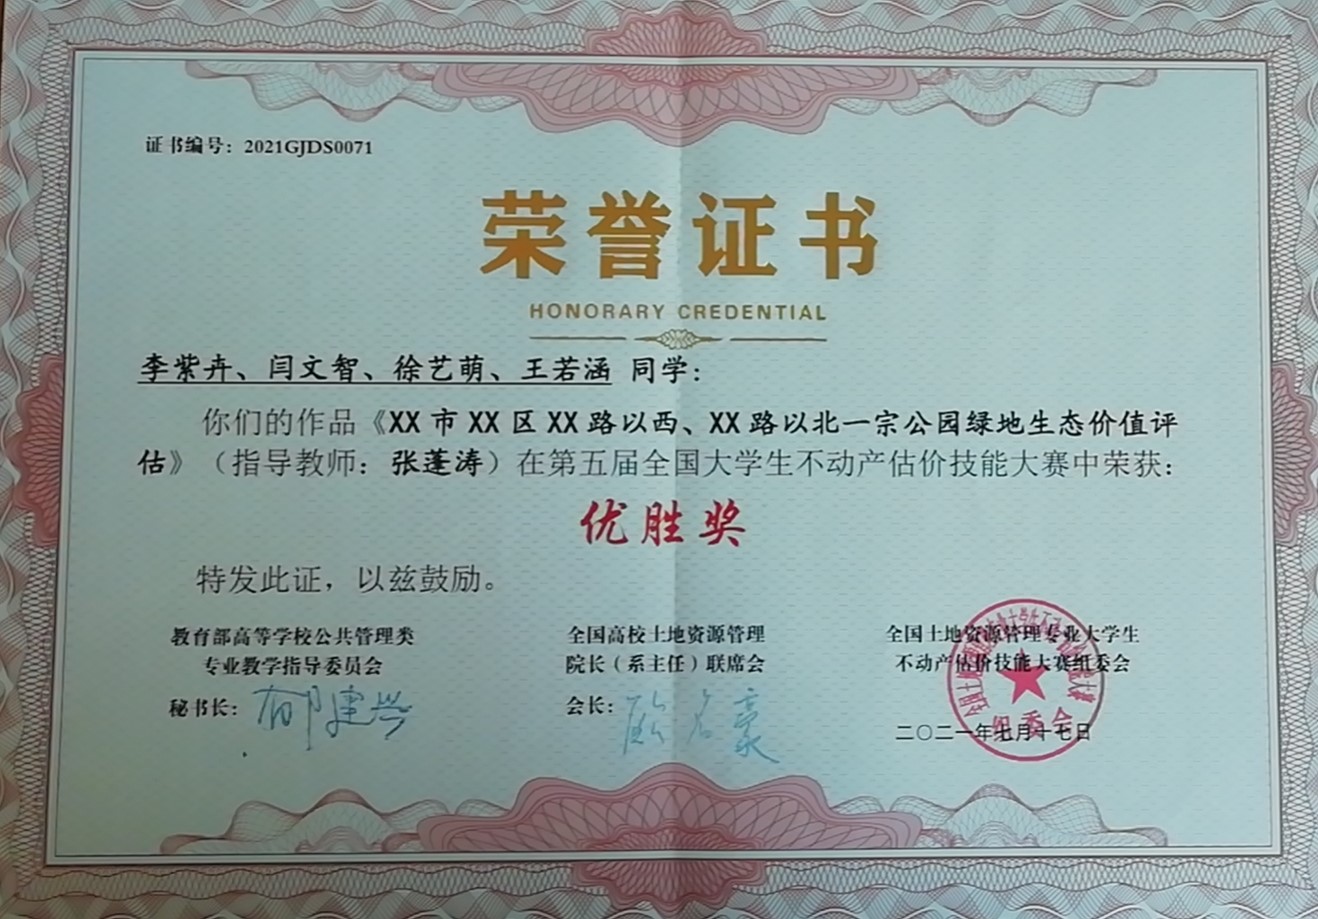 证书编号：2021GJDS0071
荣誉证书
HONORARY CREDENTIAL
李紫卉、闫文智、徐艺萌、王若涵 同学：
你们的作品《XX市XX区XX路以西、XX路以北一宗公园绿地生态价值评
估》（指导教师：张蓬涛）在第五届全国大学生不动产估价技能大赛中荣获：
优胜奖
特发此证，以兹鼓励。
教育部高等学校公共管理类
专业教学指导委员会
秘书长：郁建兴
全国高校土地资源管理
院长（系主任）联席会
会长：
全国土地资源管理专业大学生
不动产估价技能大赛组委会
二〇二一年七月十七日
组委会